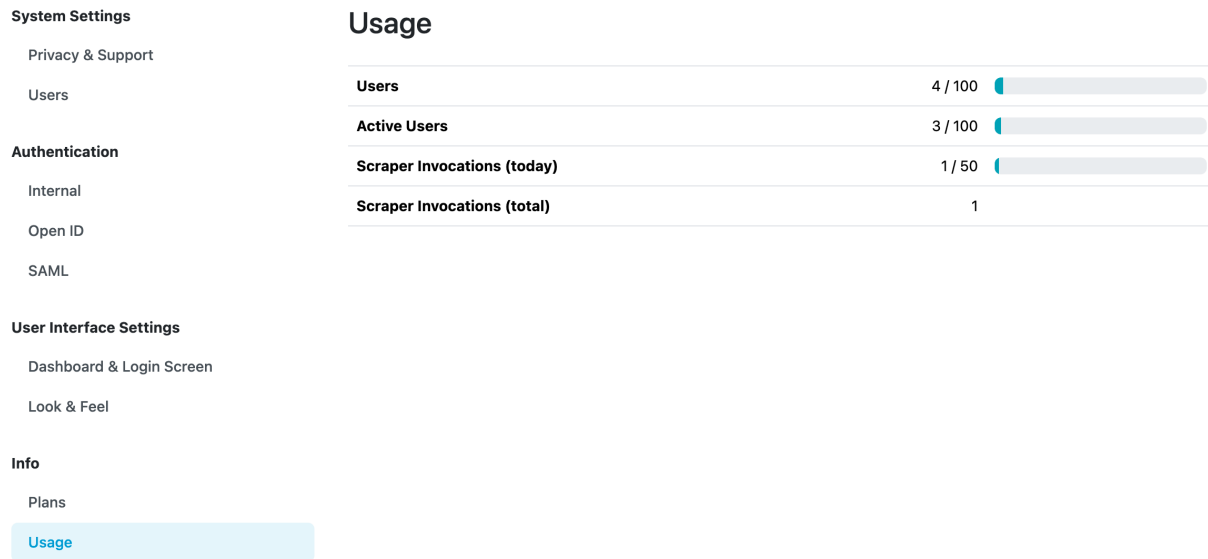 System Settings
Privacy & Support
Users
Authentication
Internal
Open ID
SAML
User Interface Settings
Dashboard & Login Screen
Look & Feel
Info
Plans
Usage
Usage
Users 4 / 100
Active Users 3 / 100
Scraper Invocations (today) 1 / 50
Scraper Invocations (total) 1